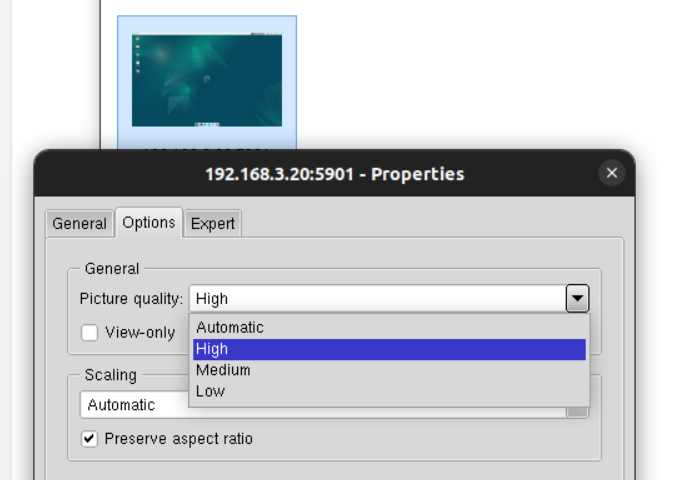 192.168.3.20:5901 - Properties
General Options Expert
General
Picture quality: High
Automatic
View-only
High
Medium
Scaling
Low
Automatic
Preserve aspect ratio